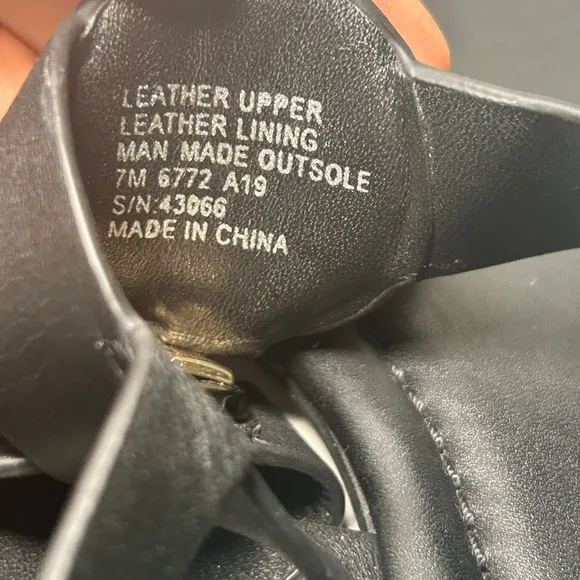 LEATHER UPPER
LEATHER LINING
MAN MADE OUTSOLE
7M 6772 A19
S/N:43066
MADE IN CHINA